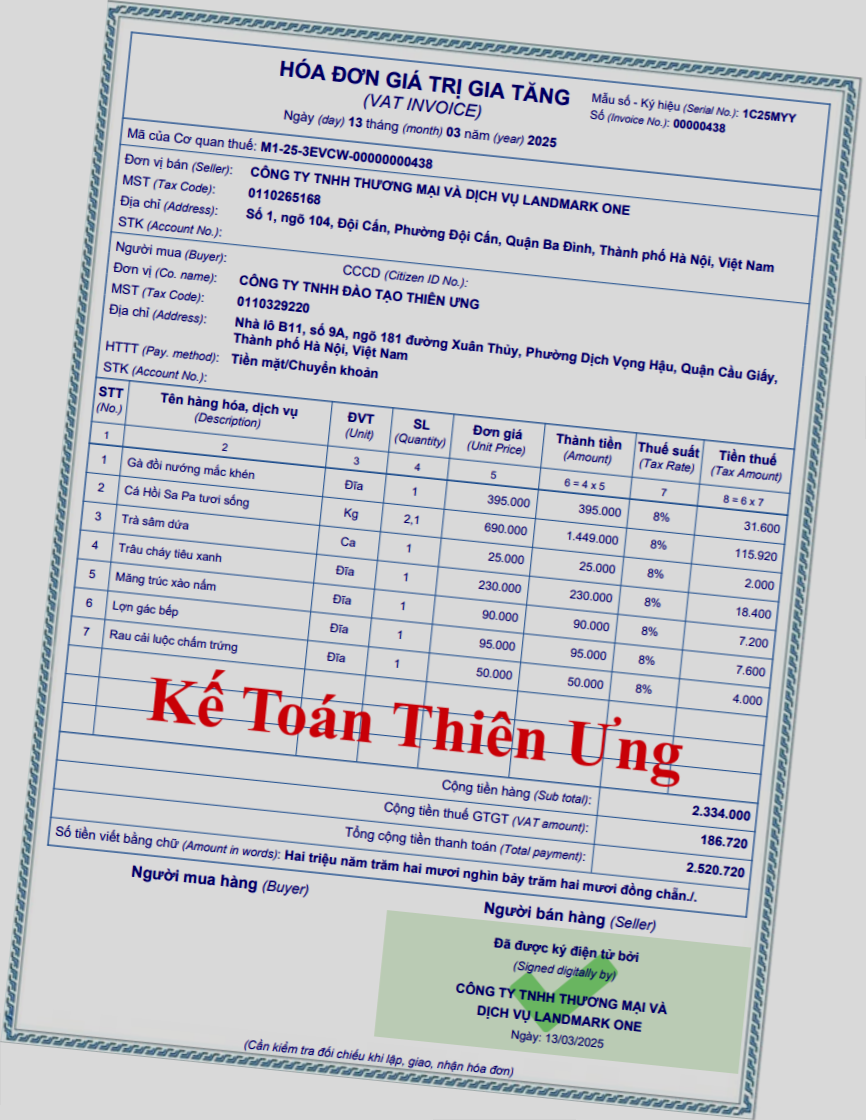 HÓA ĐƠN GIÁ TRỊ GIA TĂNG
(VAT INVOICE)
Ngày (day) 13 tháng (month) 03 năm (year) 2025
Mẫu số - Ký hiệu (Serial No.): 1C25MYY
Số (Invoice No.): 00000438
Mã của Cơ quan thuế: M1-25-3EVCW-00000000438
Đơn vị bán (Seller): CÔNG TY TNHH THƯƠNG MẠI VÀ DỊCH VỤ LANDMARK ONE
MST (Tax Code): 0110265168
Địa chỉ (Address): Số 1, ngõ 104, Đội Cấn, Phường Đội Cấn, Quận Ba Đình, Thành phố Hà Nội, Việt Nam
STK (Account No.):
Người mua (Buyer): CCCD (Citizen ID No.):
Đơn vị (Co. name): CÔNG TY TNHH ĐÀO TẠO THIÊN ƯNG
MST (Tax Code): 0110329220
Địa chỉ (Address): Nhà lô B11, số 9A, ngõ 181 đường Xuân Thủy, Phường Dịch Vọng Hậu, Quận Cầu Giấy,
Thành phố Hà Nội, Việt Nam
HTTT (Pay. method): Tiền mặt/Chuyển khoản
STK (Account No.):
STT Tên hàng hóa, dịch vụ ĐVT SL Đơn giá Thành tiền Thuế suất Tiền thuế
(No.) (Description) (Unit) (Quantity) (Unit Price) (Amount) (Tax Rate) (Tax Amount)
1 2 3 4 5 6 = 4 x 5 7 8 = 6 x 7
1 Gà đồi nướng mắc khén Đĩa 1 395.000 395.000 8% 31.600
2 Cá Hồi Sa Pa tươi sống Kg 2,1 690.000 1.449.000 8% 115.920
3 Trà sâm dứa Ca 1 25.000 25.000 8% 2.000
4 Trâu cháy tiêu xanh Đĩa 1 230.000 230.000 8% 18.400
5 Măng trúc xào nấm Đĩa 1 90.000 90.000 8% 7.200
6 Lợn gác bếp Đĩa 1 95.000 95.000 8% 7.600
7 Rau cải luộc chấm trứng Đĩa 1 50.000 50.000 8% 4.000
Kế Toán Thiên Ưng
Cộng tiền hàng (Sub total): 2.334.000
Cộng tiền thuế GTGT (VAT amount): 186.720
Tổng cộng tiền thanh toán (Total payment): 2.520.720
Số tiền viết bằng chữ (Amount in words): Hai triệu năm trăm hai mươi nghìn bảy trăm hai mươi đồng chẵn./.
Người mua hàng (Buyer)
Người bán hàng (Seller)
Đã được ký điện tử bởi
(Signed digitally by)
CÔNG TY TNHH THƯƠNG MẠI VÀ
DỊCH VỤ LANDMARK ONE
Ngày: 13/03/2025
(Cần kiểm tra đối chiếu khi lập, giao, nhận hóa đơn)